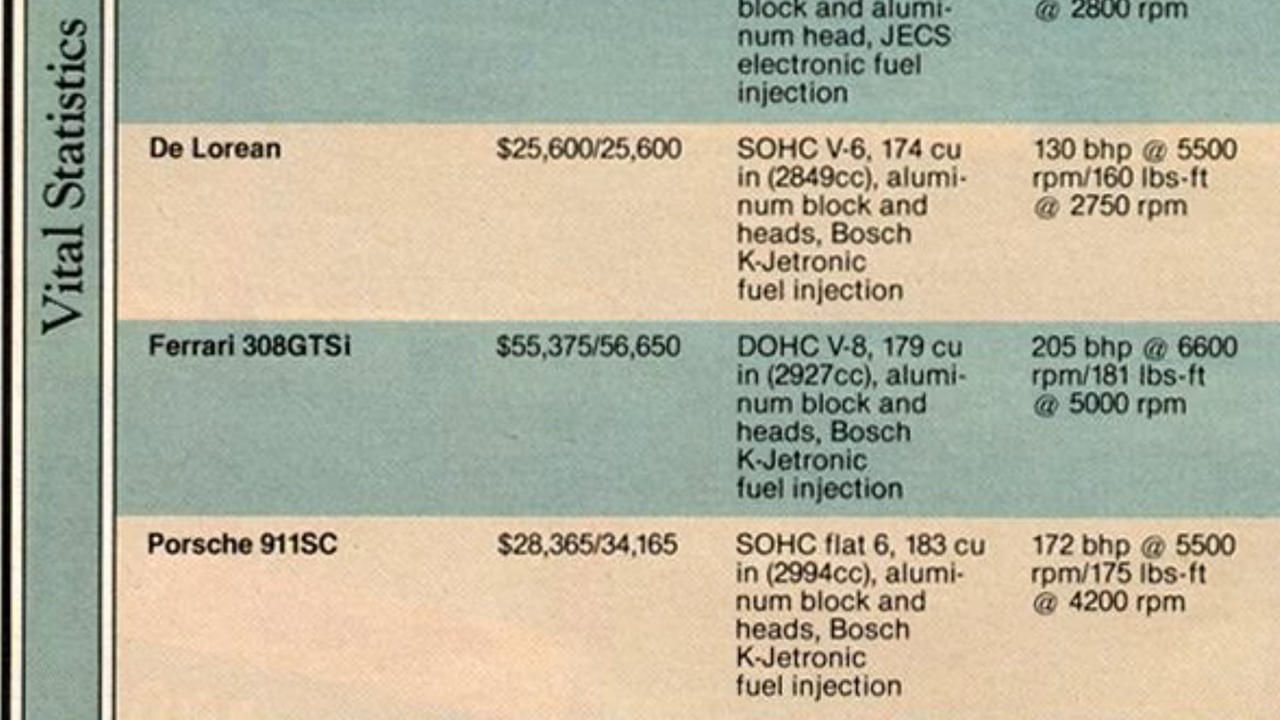 Vital Statistics
block and alumi-
num head, JECS
electronic fuel
injection
@ 2800 rpm
De Lorean
$25,600/25,600
SOHC V-6, 174 cu
in (2849cc), alumi-
num block and
heads, Bosch
K-Jetronic
fuel injection
130 bhp @ 5500
rpm/160 lbs-ft
@ 2750 rpm
Ferrari 308GTSi
$55,375/56,650
DOHC V-8, 179 cu
in (2927cc), alumi-
num block and
heads, Bosch
K-Jetronic
fuel injection
205 bhp @ 6600
rpm/181 lbs-ft
@ 5000 rpm
Porsche 911SC
$28,365/34,165
SOHC flat 6, 183 cu
in (2994cc), alumi-
num block and
heads, Bosch
K-Jetronic
fuel injection
172 bhp @ 5500
rpm/175 lbs-ft
@ 4200 rpm